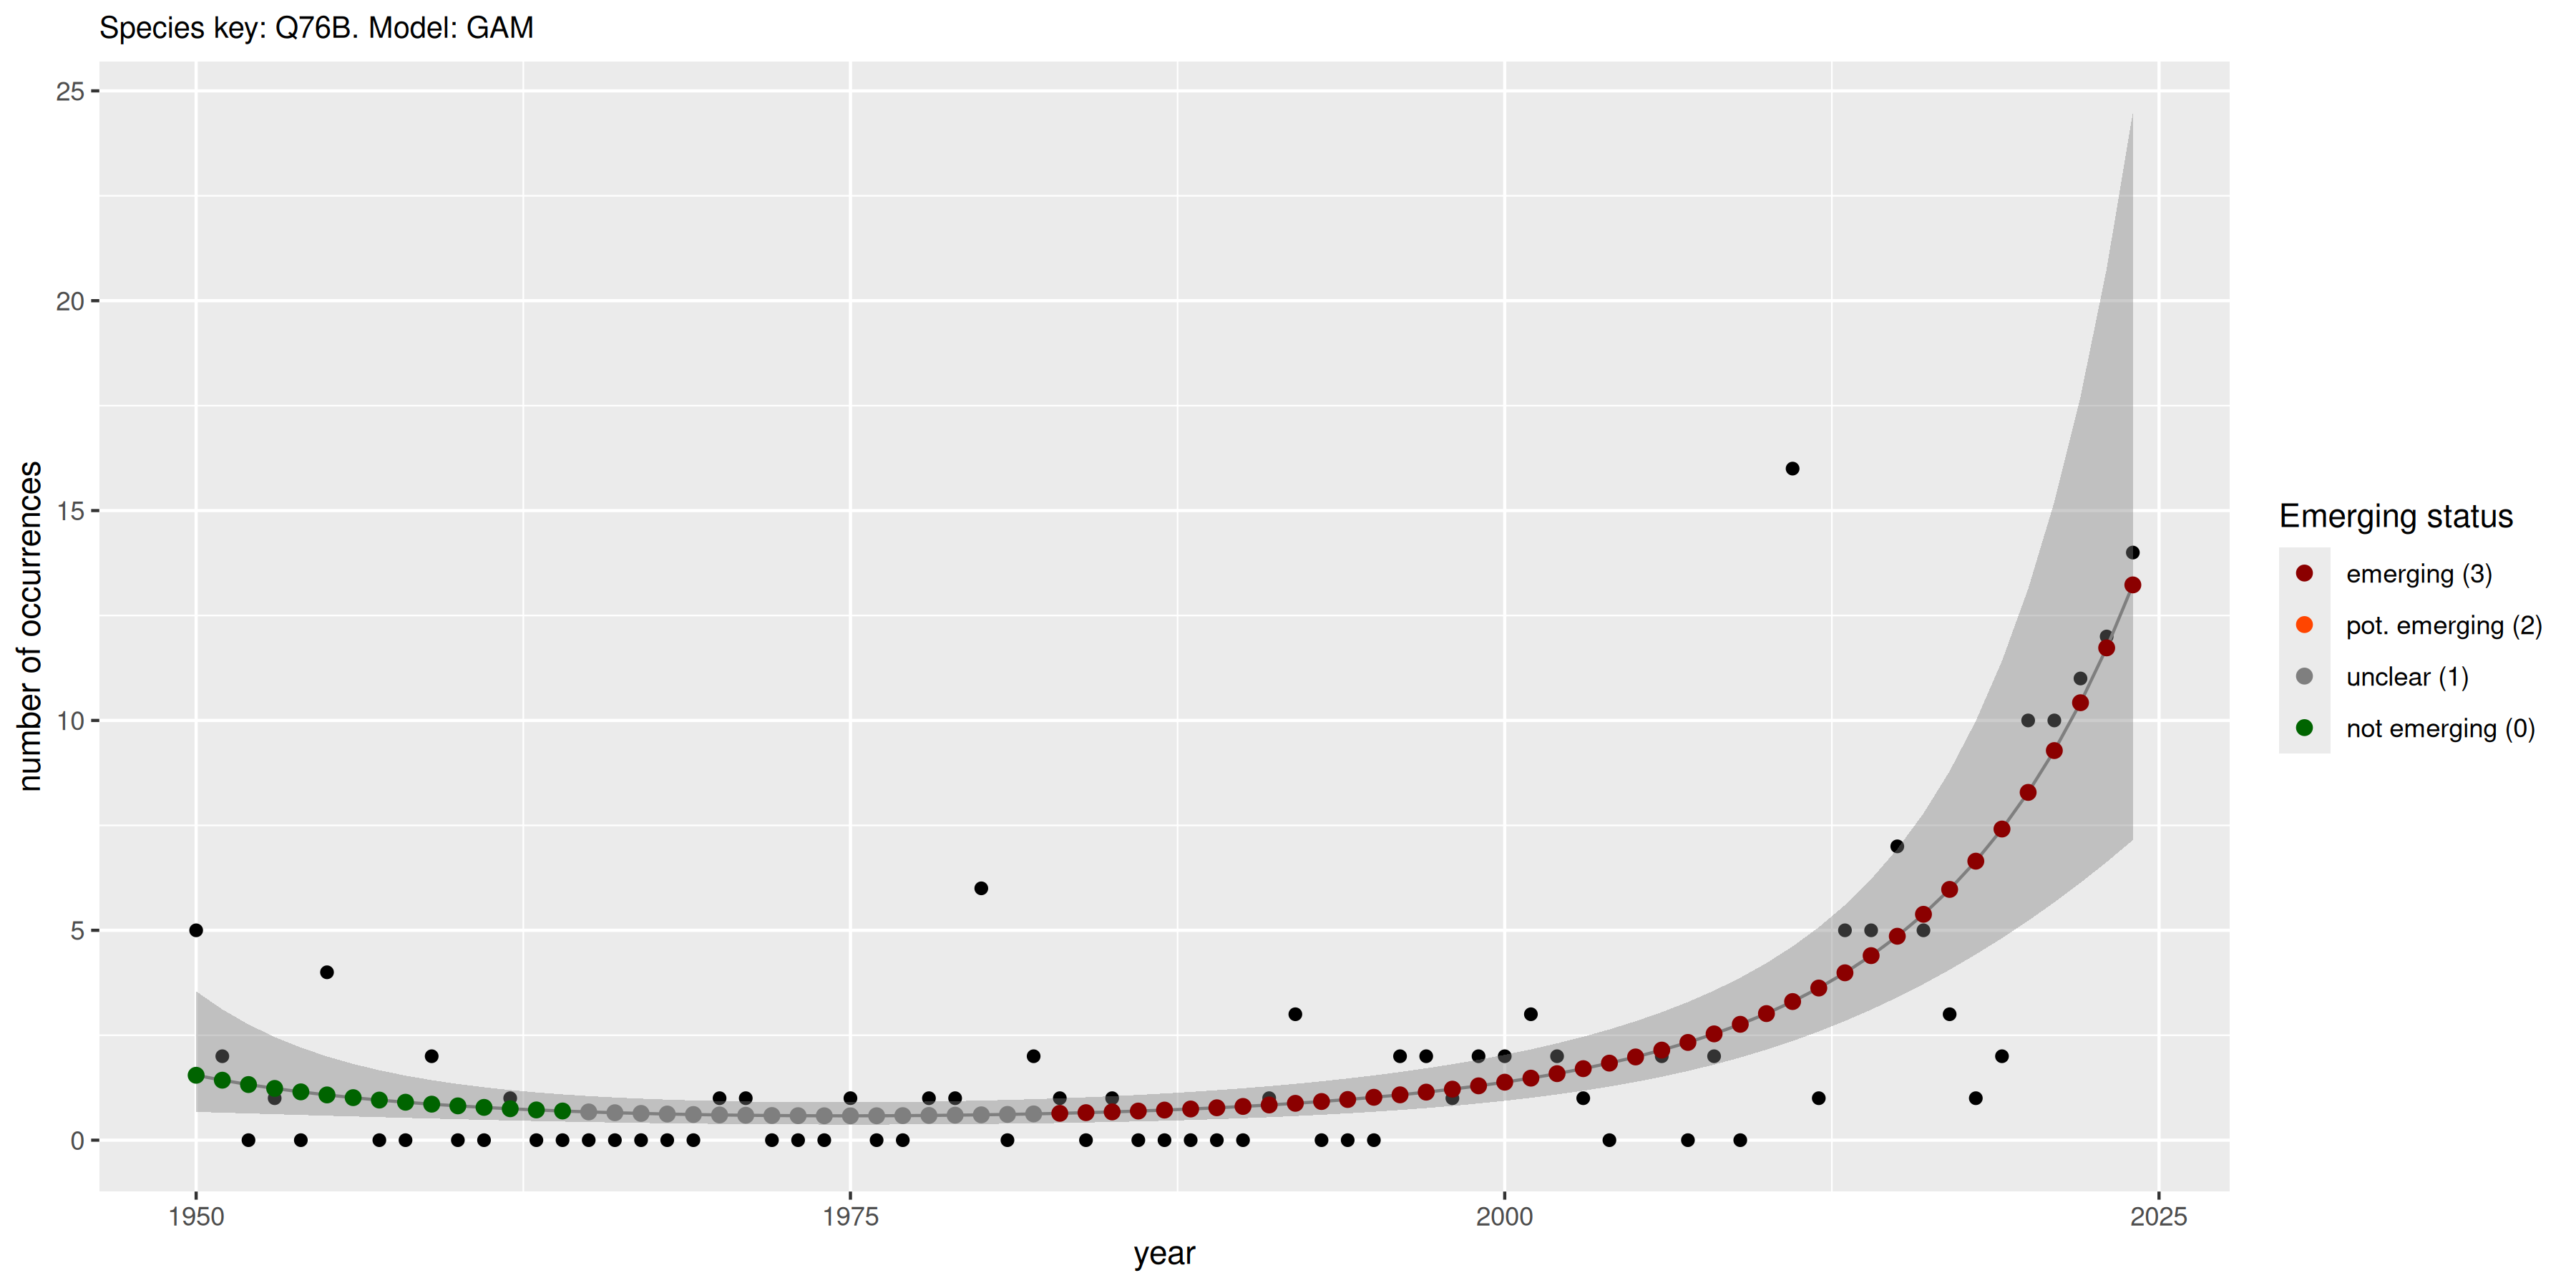 Species key: Q76B. Model: GAM
25
20
15
10
5
0
number of occurrences
1950
1975
2000
2025
year
Emerging status
emerging (3)
pot. emerging (2)
unclear (1)
not emerging (0)